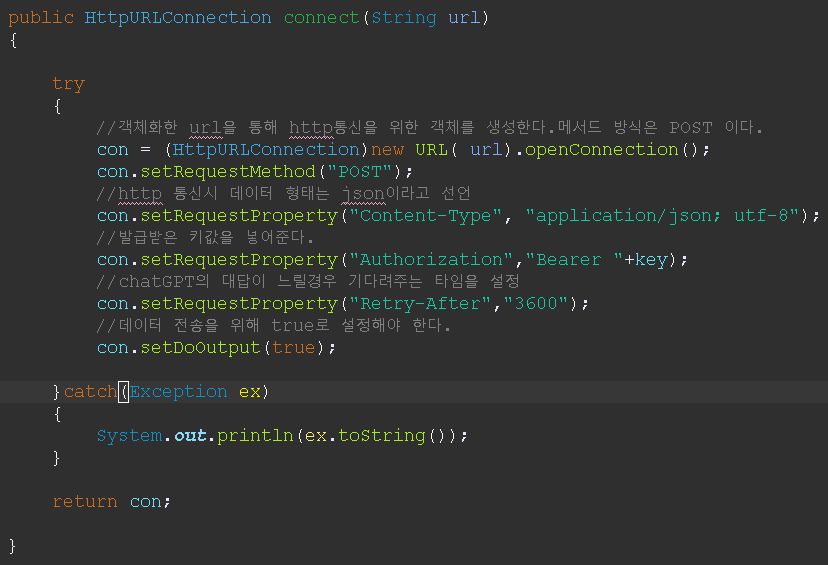 public HttpURLConnection connect(String url)
{
try
{
//객체화한 url을 통해 http통신을 위한 객체를 생성한다.메서드 방식은 POST 이다.
con = (HttpURLConnection)new URL( url).openConnection();
con.setRequestMethod("POST");
//http 통신시 데이터 형태는 json이라고 선언
con.setRequestProperty("Content-Type", "application/json; utf-8");
//발급받은 키값을 넣어준다.
con.setRequestProperty("Authorization","Bearer "+key);
//chatGPT의 대답이 느릴경우 기다려주는 타임을 설정
con.setRequestProperty("Retry-After","3600");
//데이터 전송을 위해 true로 설정해야 한다.
con.setDoOutput(true);
}catch(Exception ex)
{
System.out.println(ex.toString());
}
return con;
}